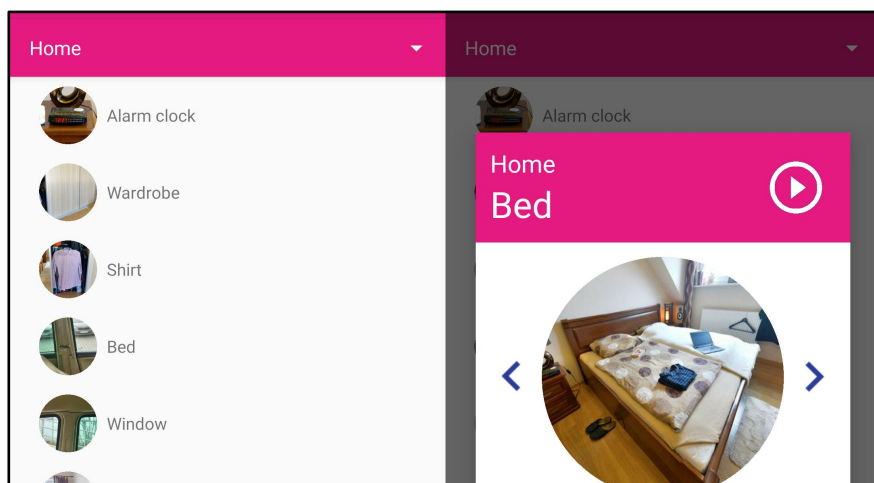 Home
Alarm clock
Wardrobe
Shirt
Bed
Window
Home
Alarm clock
Home
Bed